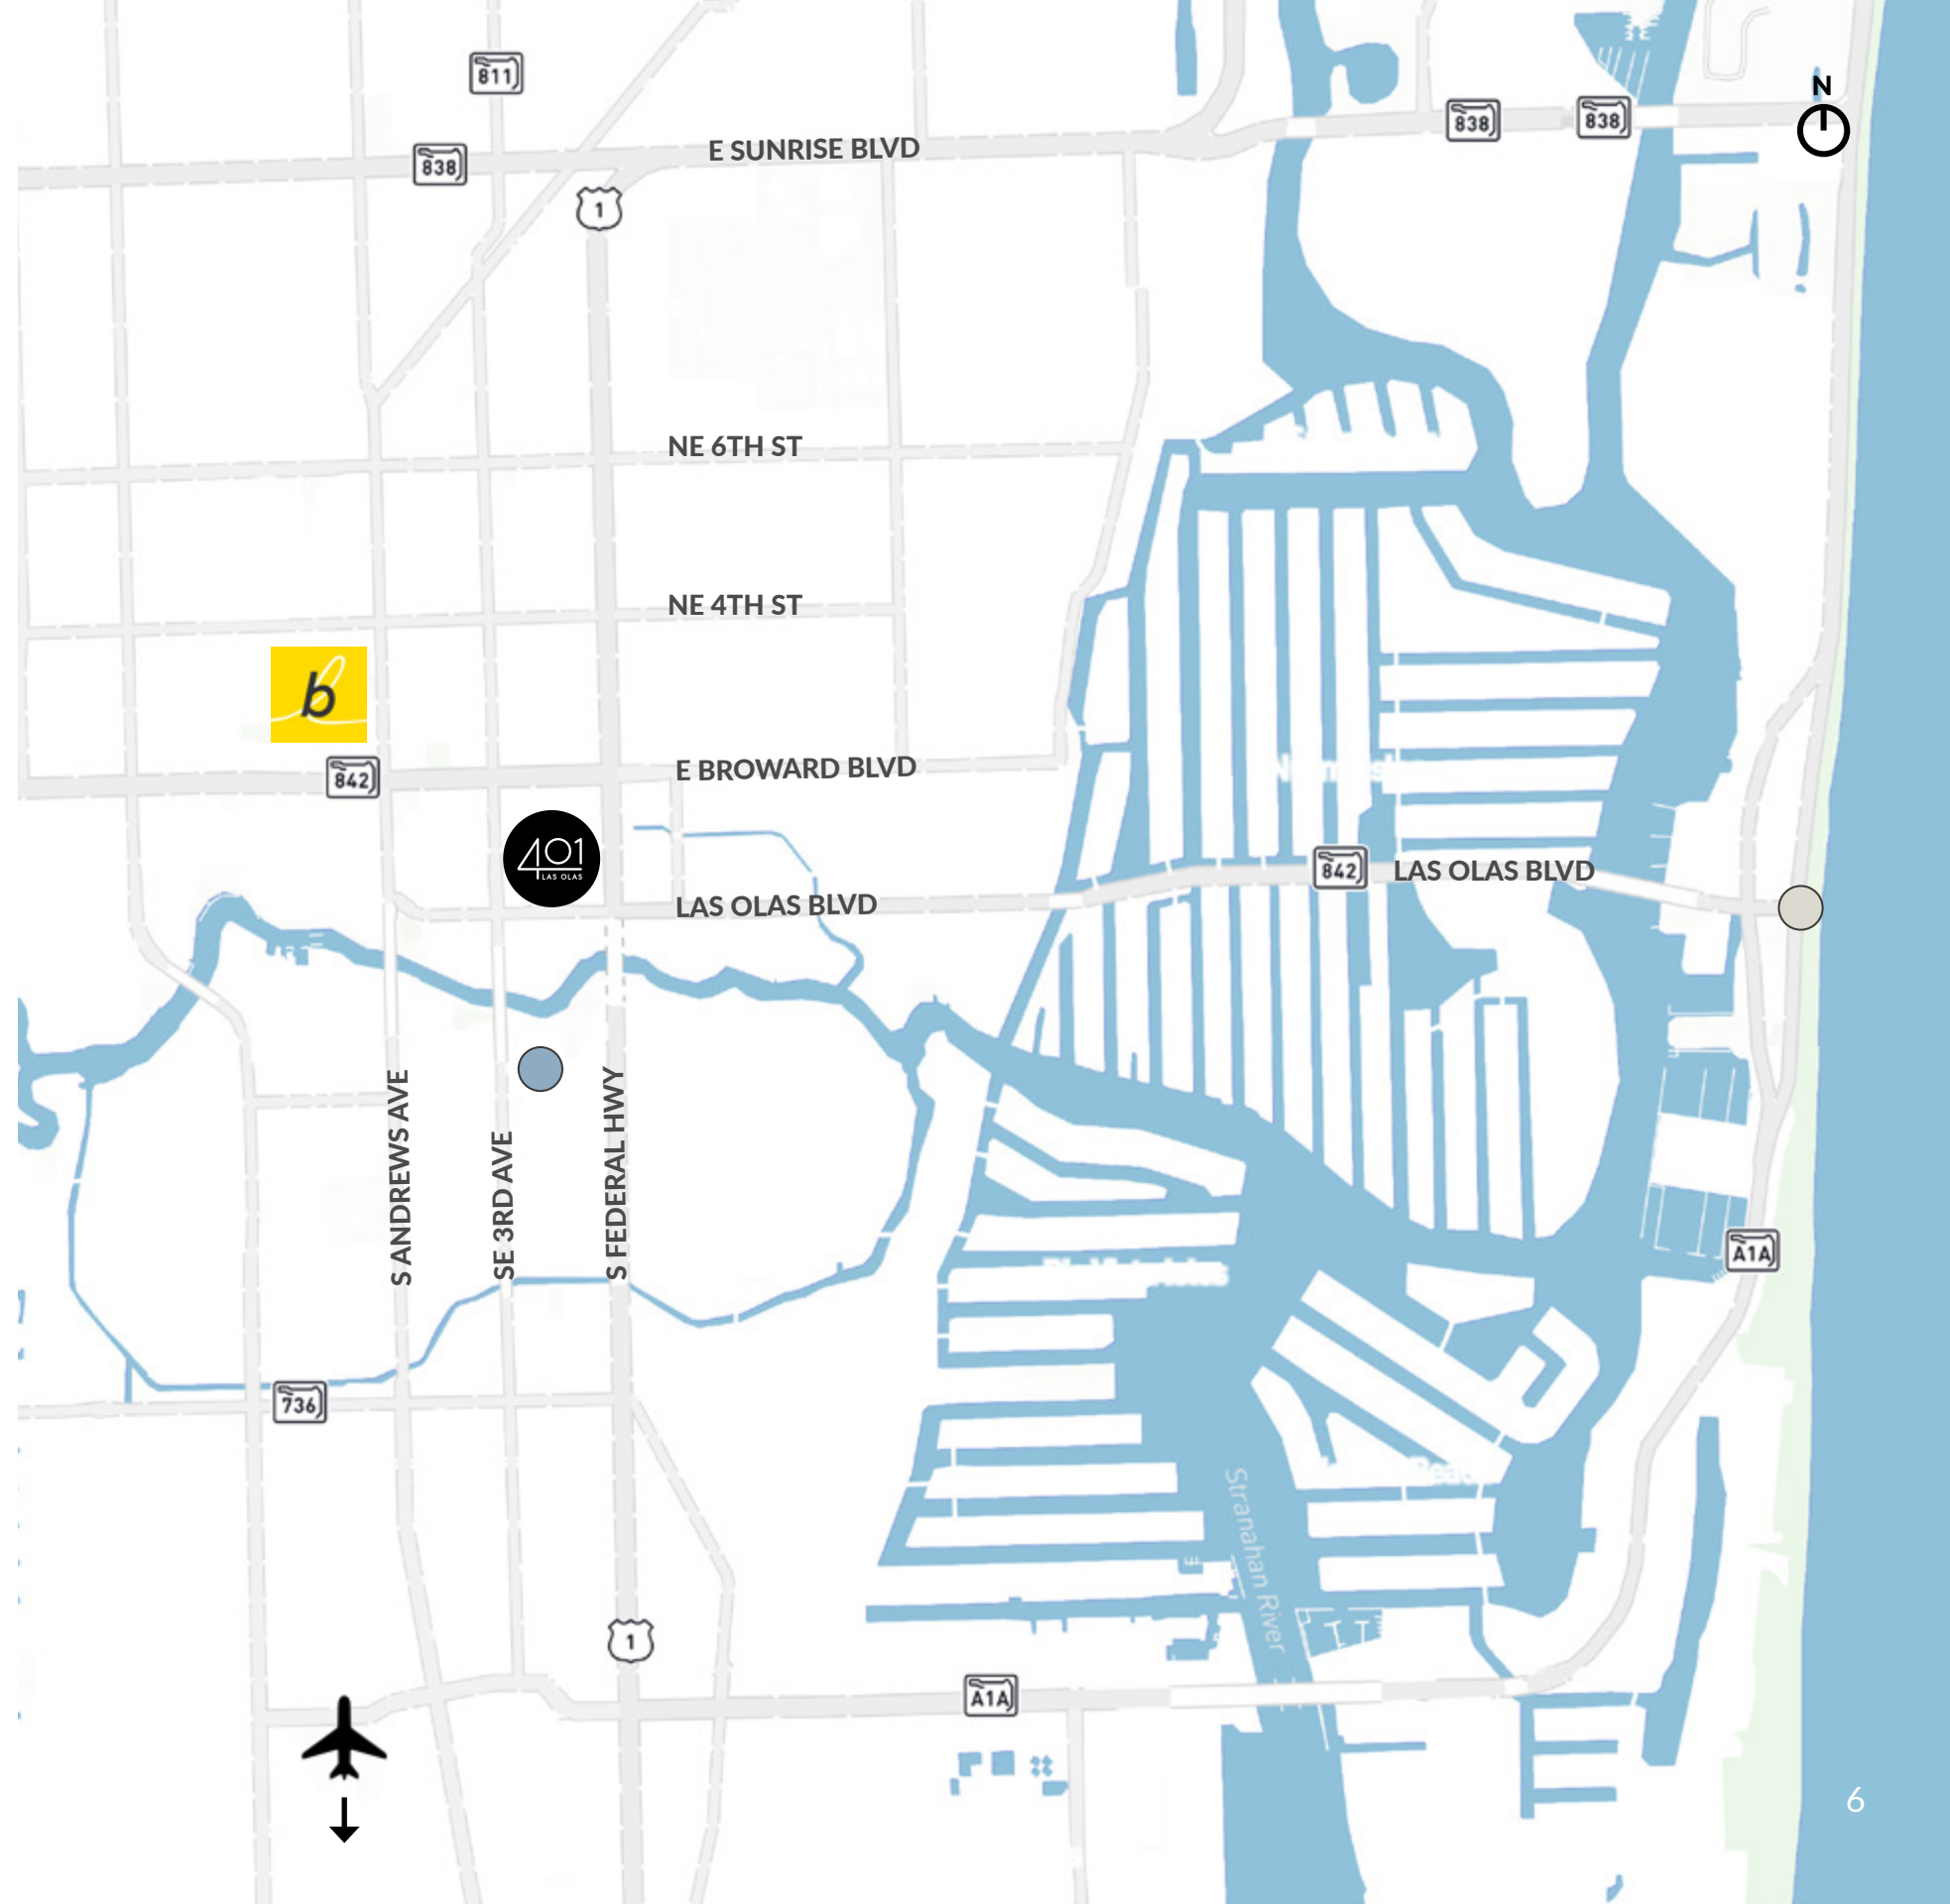 811
N
838
838
E SUNRISE BLVD
838
1
NE 6TH ST
NE 4TH ST
b
E BROWARD BLVD
842
401
LAS OLAS
842
LAS OLAS BLVD
LAS OLAS BLVD
S ANDREWS AVE
SE 3RD AVE
S FEDERAL HWY
A1A
736
Stranahan River
1
A1A
6